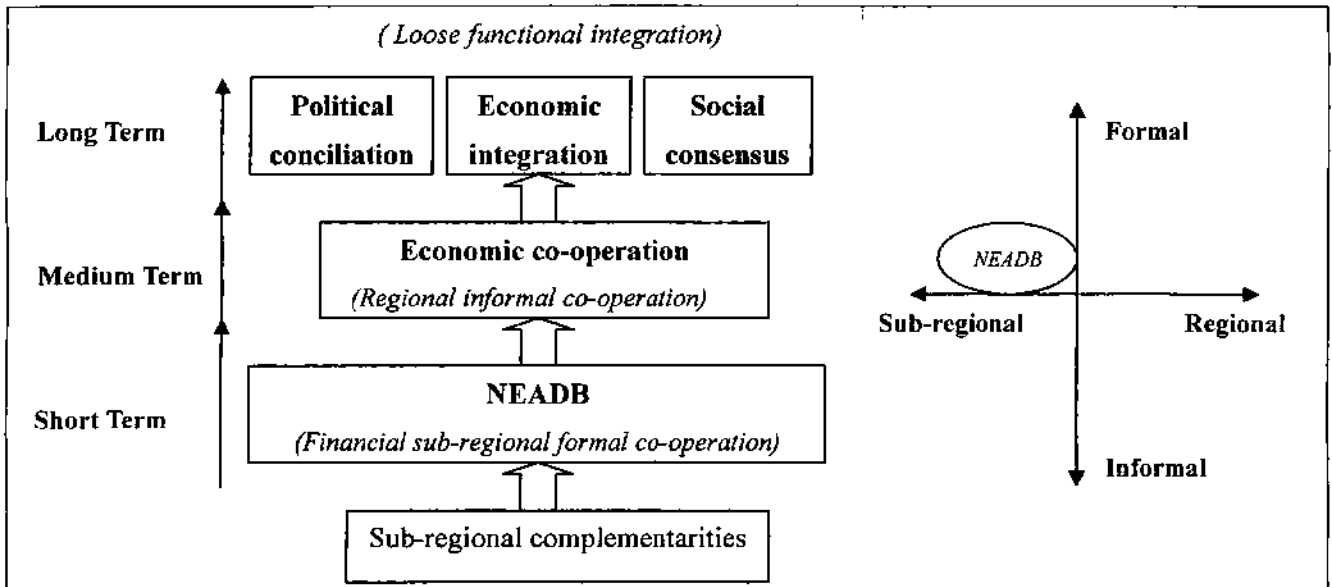 ( Loose functional integration)
Long Term
Political
conciliation
Economic
integration
Social
consensus
Medium Term
Economic co-operation
(Regional informal co-operation)
Short Term
NEADB
(Financial sub-regional formal co-operation)
Sub-regional complementarities
Formal
NEADB
Sub-regional
Regional
Informal